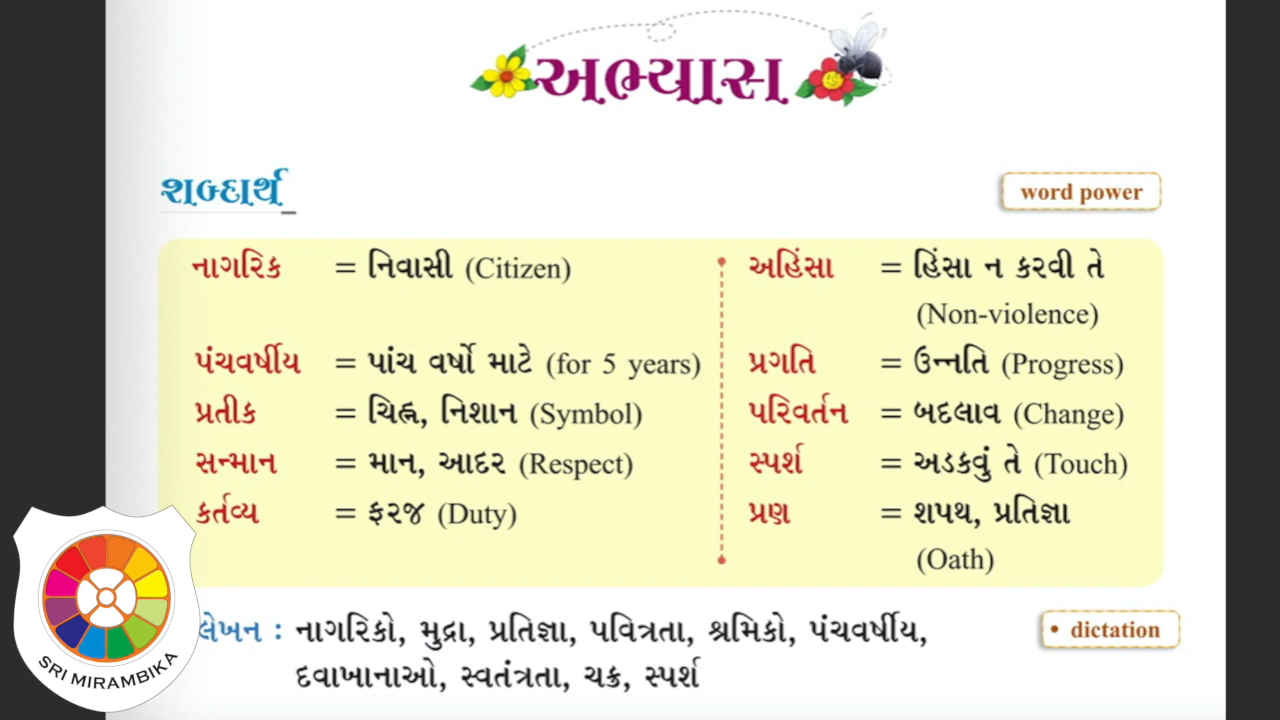 અભ્યાસ
શબ્દાર્થ
word power
નાગરિક = નિવાસી (Citizen)
પંચવર્ષીય = પાંચ વર્ષો માટે (for 5 years)
પ્રતીક = ચિહ્ન, નિશાન (Symbol)
સન્માન = માન, આદર (Respect)
કર્તવ્ય = ફરજ (Duty)
અહિંસા = હિંસા ન કરવી તે
(Non-violence)
પ્રગતિ = ઉન્નતિ (Progress)
પરિવર્તન = બદલાવ (Change)
સ્પર્શ = અડકવું તે (Touch)
પ્રણ = શપથ, પ્રતિજ્ઞા
(Oath)
લેખન : નાગરિકો, મુદ્રા, પ્રતિજ્ઞા, પવિત્રતા, શ્રમિકો, પંચવર્ષીય,
દવાખાનાઓ, સ્વતંત્રતા, ચક્ર, સ્પર્શ
• dictation
SRI MIRAMBIKA